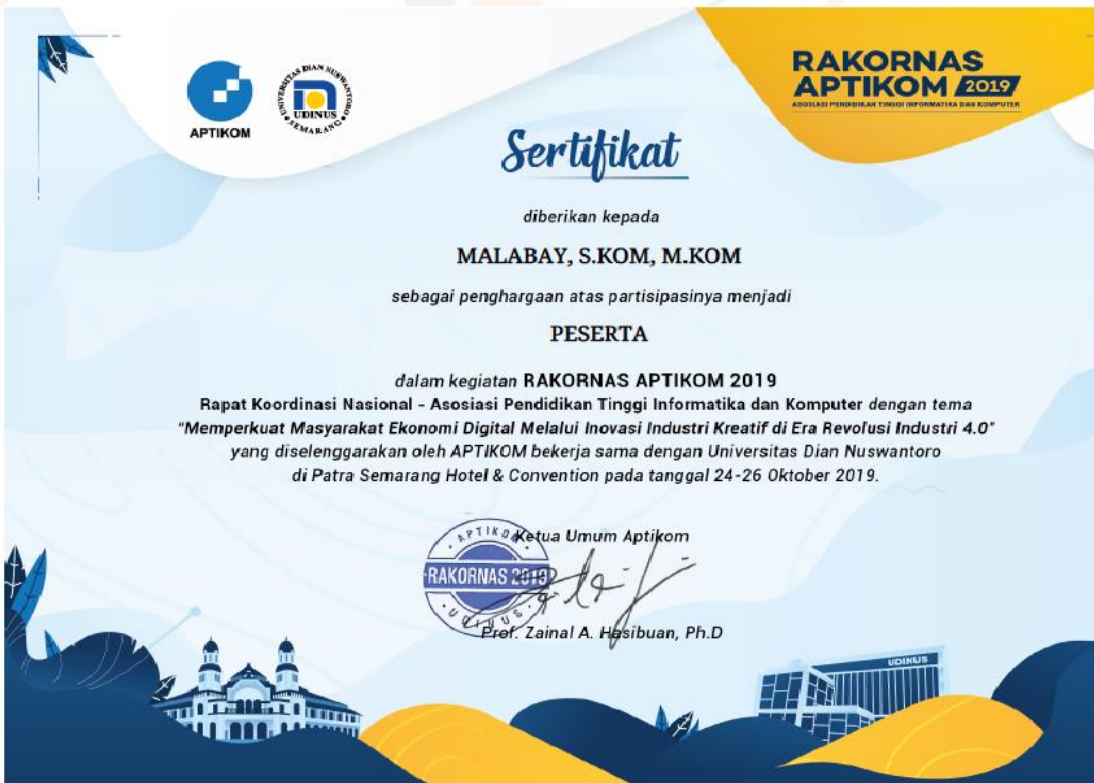 APTIKOM
UNIVERSITAS DIAN NUSWANTORO
UDINUS
SEMARANG
RAKORNAS
APTIKOM 2019
ASOSIASI PENDIDIKAN TINGGI INFORMATIKA DAN KOMPUTER
Sertifikat
diberikan kepada
MALABAY, S.KOM, M.KOM
sebagai penghargaan atas partisipasinya menjadi
PESERTA
dalam kegiatan RAKORNAS APTIKOM 2019
Rapat Koordinasi Nasional - Asosiasi Pendidikan Tinggi Informatika dan Komputer dengan tema
"Memperkuat Masyarakat Ekonomi Digital Melalui Inovasi Industri Kreatif di Era Revolusi Industri 4.0"
yang diselenggarakan oleh APTIKOM bekerja sama dengan Universitas Dian Nuswantoro
di Patra Semarang Hotel & Convention pada tanggal 24-26 Oktober 2019.
Ketua Umum Aptikom
APTIKOM
RAKORNAS 2019
UDINUS
Prof. Zainal A. Hasibuan, Ph.D
UDINUS